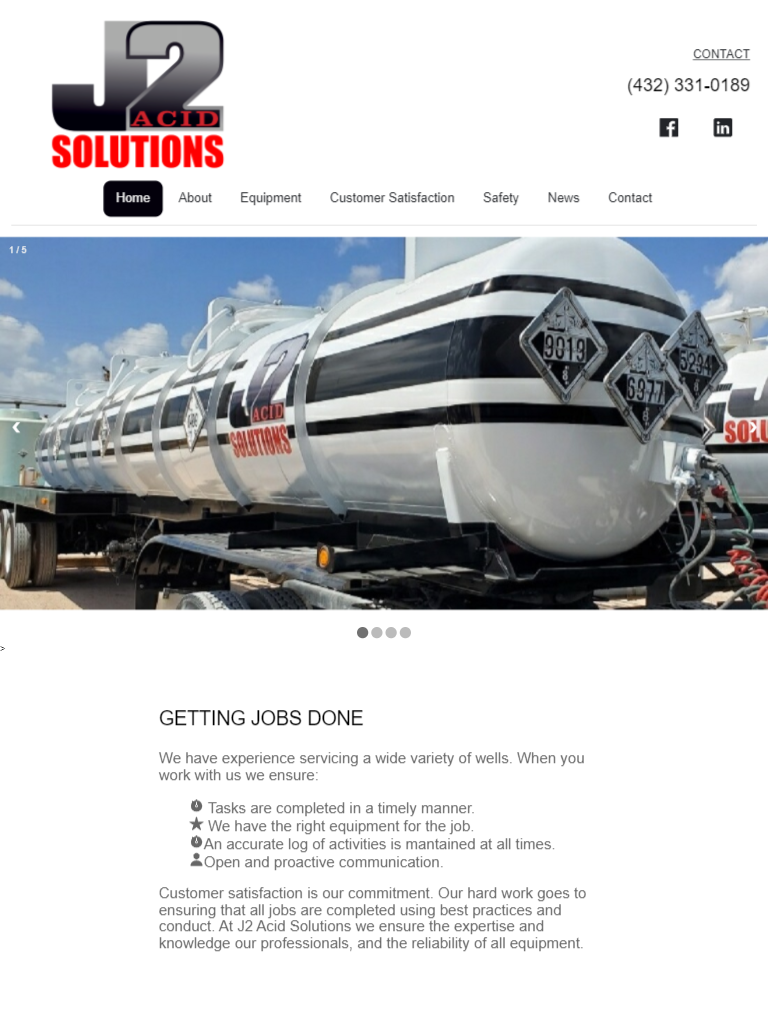 J2
ACID
SOLUTIONS
CONTACT
(432) 331-0189
Home About Equipment Customer Satisfaction Safety News Contact
1 / 5
9019
6977
5294
J2
ACID
SOLUTIONS
>
GETTING JOBS DONE
We have experience servicing a wide variety of wells. When you
work with us we ensure:
Tasks are completed in a timely manner.
We have the right equipment for the job.
An accurate log of activities is mantained at all times.
Open and proactive communication.
Customer satisfaction is our commitment. Our hard work goes to
ensuring that all jobs are completed using best practices and
conduct. At J2 Acid Solutions we ensure the expertise and
knowledge our professionals, and the reliability of all equipment.